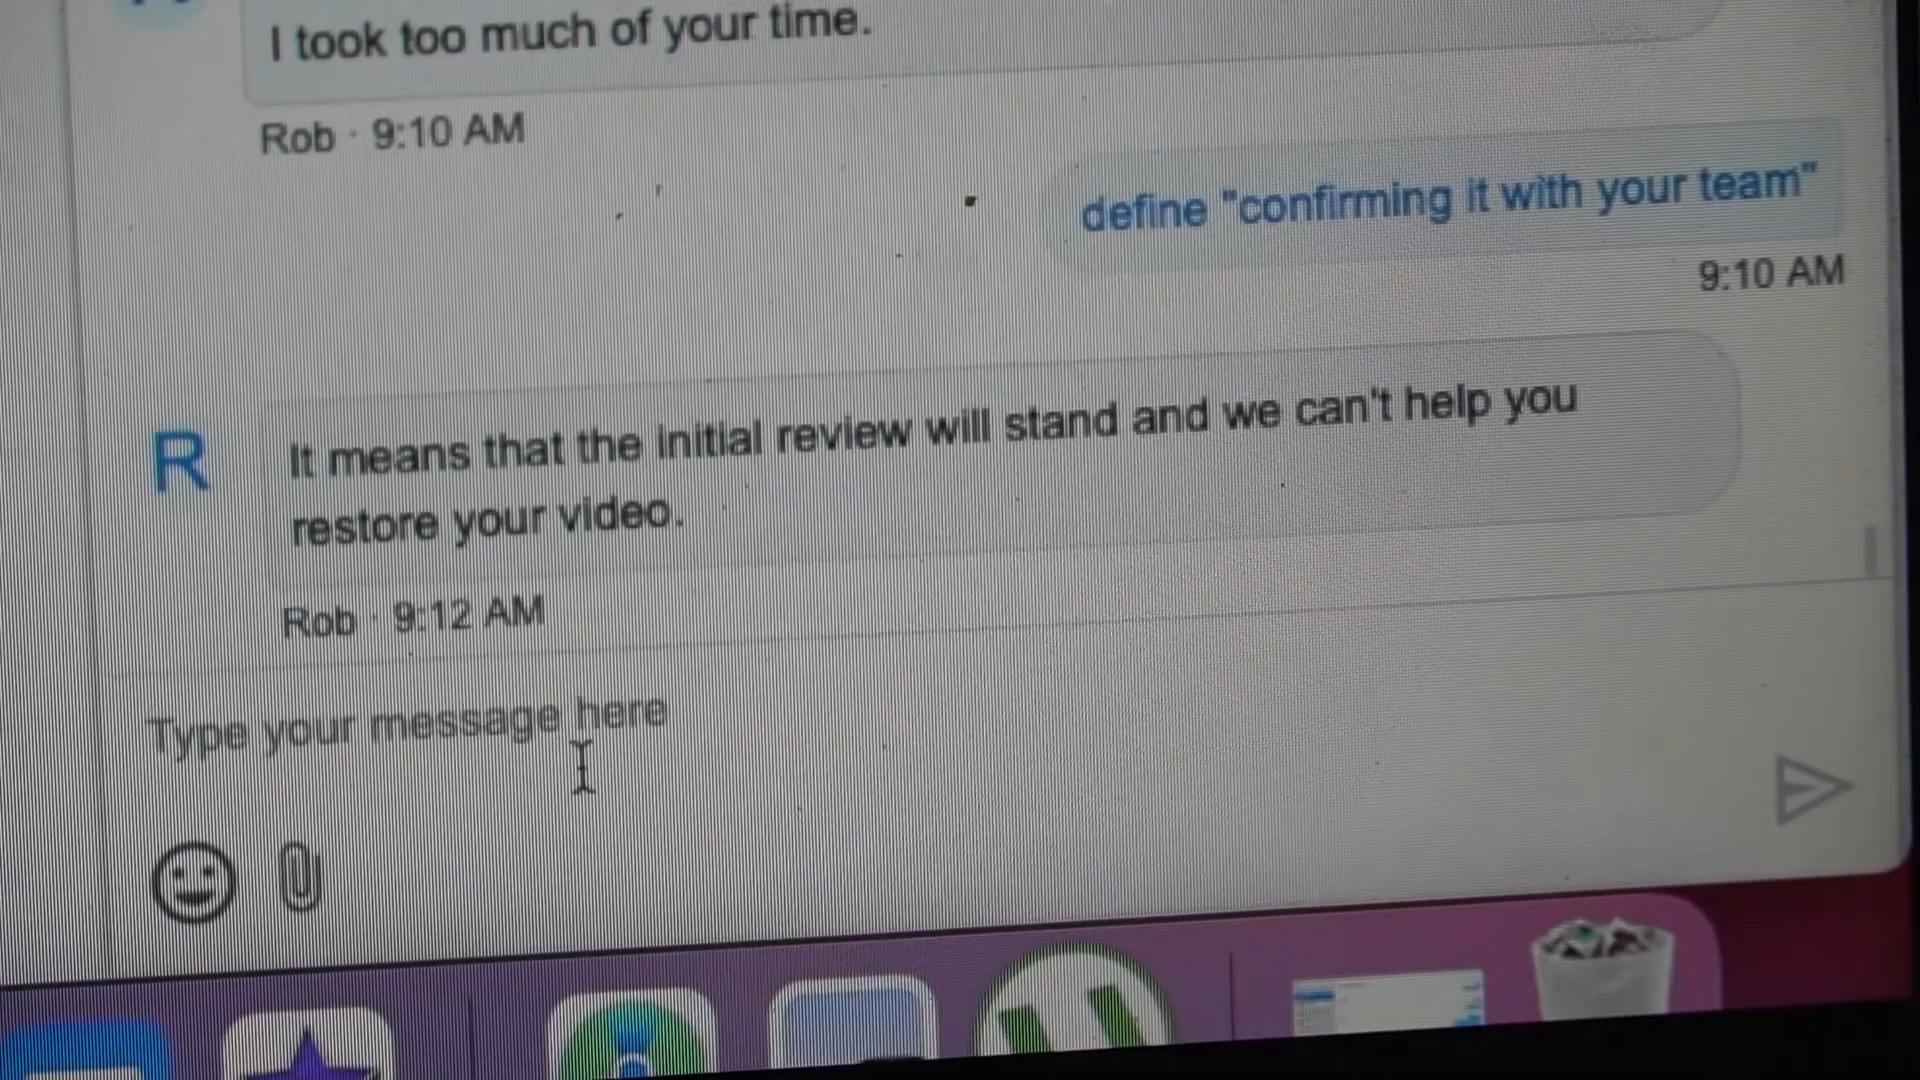 I took too much of your time.
Rob · 9:10 AM
define "confirming it with your team"
9:10 AM
R
It means that the initial review will stand and we can't help you
restore your video.
Rob · 9:12 AM
Type your message here